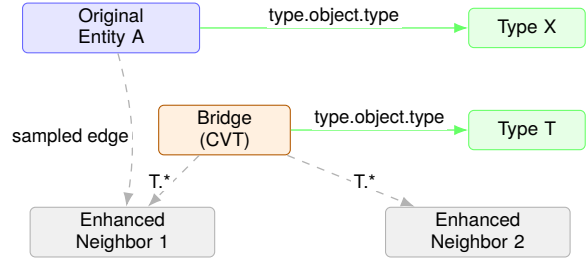 Original
Entity A
type.object.type
Type X
sampled edge
Bridge
(CVT)
type.object.type
Type T
T.*
T.*
Enhanced
Neighbor 1
Enhanced
Neighbor 2